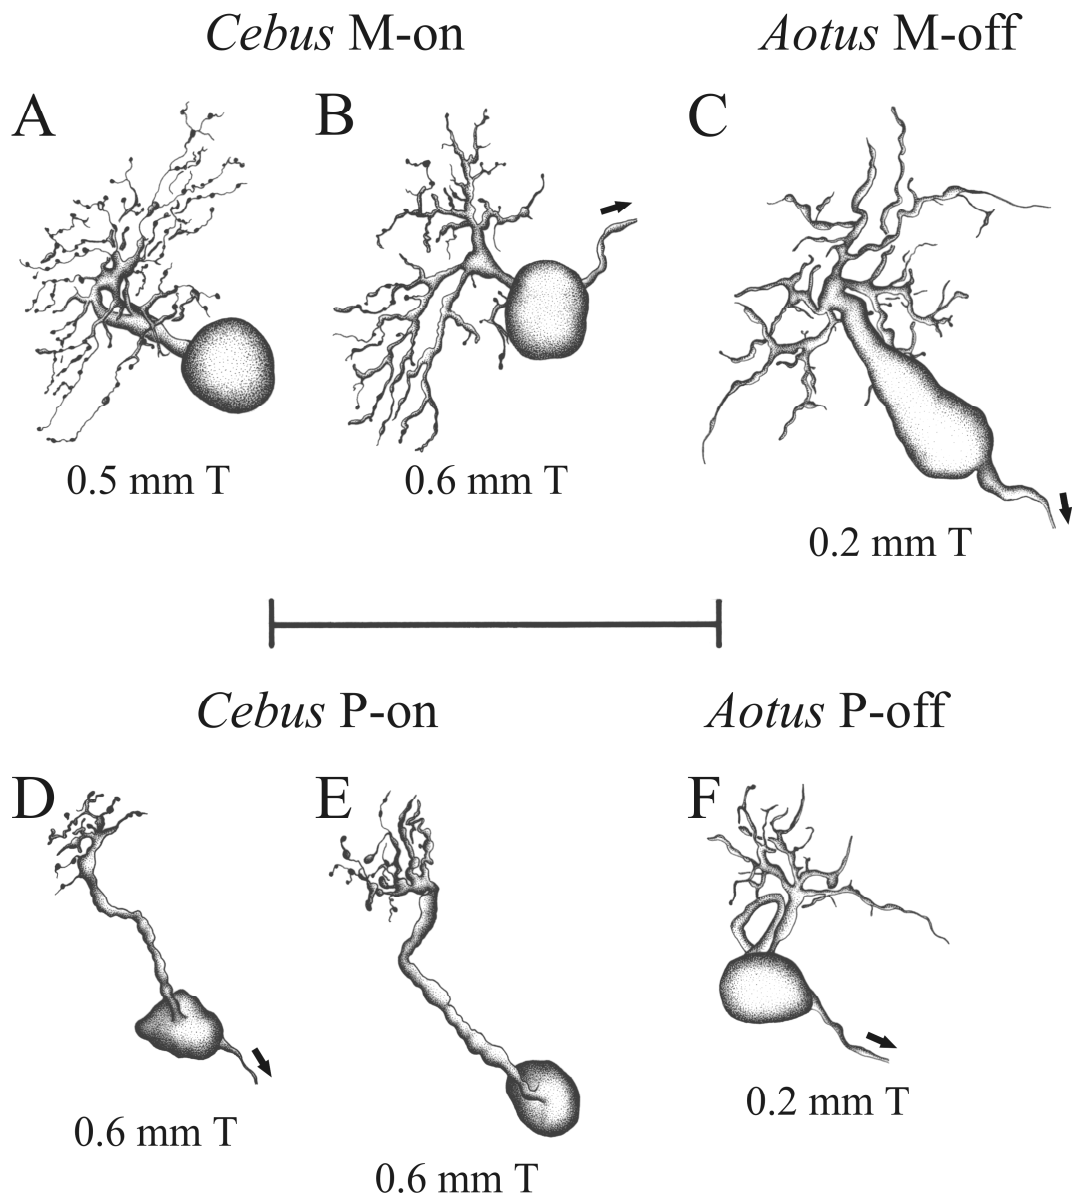 Cebus M-on
Aotus M-off
A
B
C
0.5 mm T
0.6 mm T
0.2 mm T
Cebus P-on
Aotus P-off
D
E
F
0.6 mm T
0.6 mm T
0.2 mm T